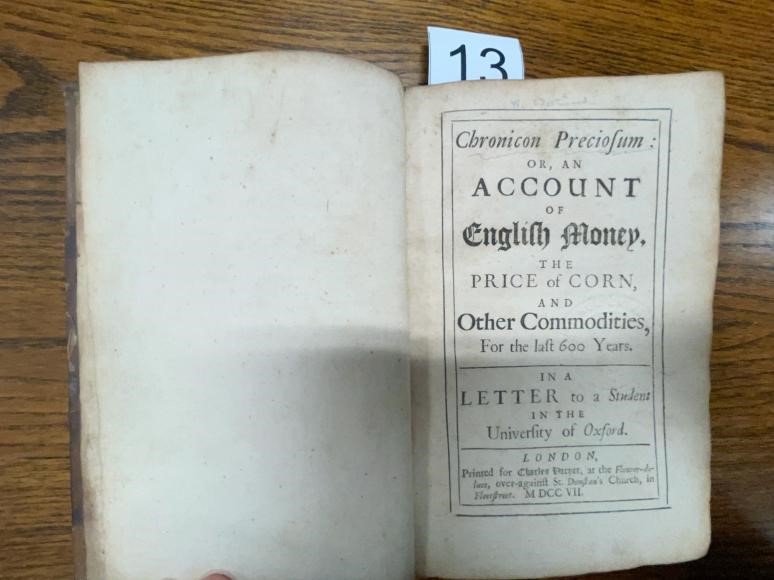 13
Chronicon Precioſum:
OR, AN
ACCOUNT
OF
Engliſh Money,
THE
PRICE of CORN,
AND
Other Commodities,
For the laſt 600 Years.
IN A
LETTER to a Student
IN THE
Univerſity of Oxford.
LONDON,
Printed for Charles Harper, at the Flower-de-
luce, over-againſt St. Dunſtan's Church, in
Fleetſtreet. M DCC VII.